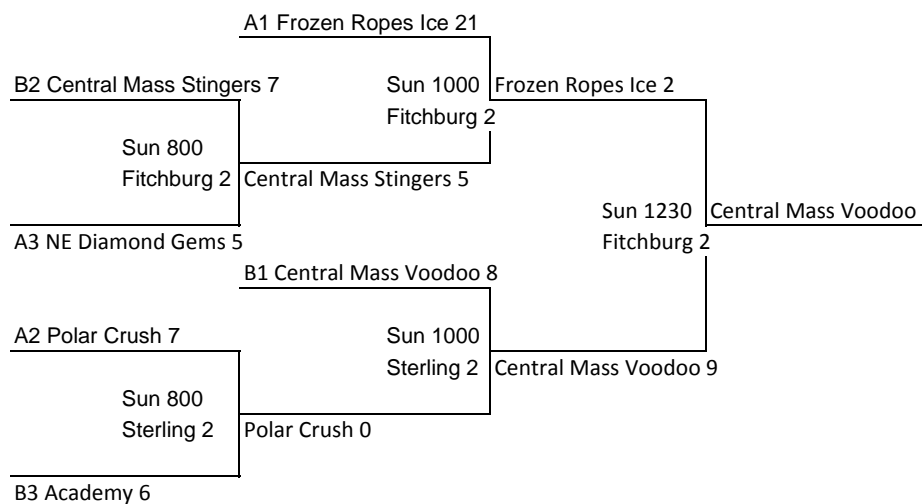 A1 Frozen Ropes Ice 21
B2 Central Mass Stingers 7
Sun 1000
Fitchburg 2
Frozen Ropes Ice 2
Sun 800
Fitchburg 2
Central Mass Stingers 5
A3 NE Diamond Gems 5
Sun 1230
Fitchburg 2
Central Mass Voodoo
B1 Central Mass Voodoo 8
A2 Polar Crush 7
Sun 1000
Sterling 2
Central Mass Voodoo 9
Sun 800
Sterling 2
Polar Crush 0
B3 Academy 6